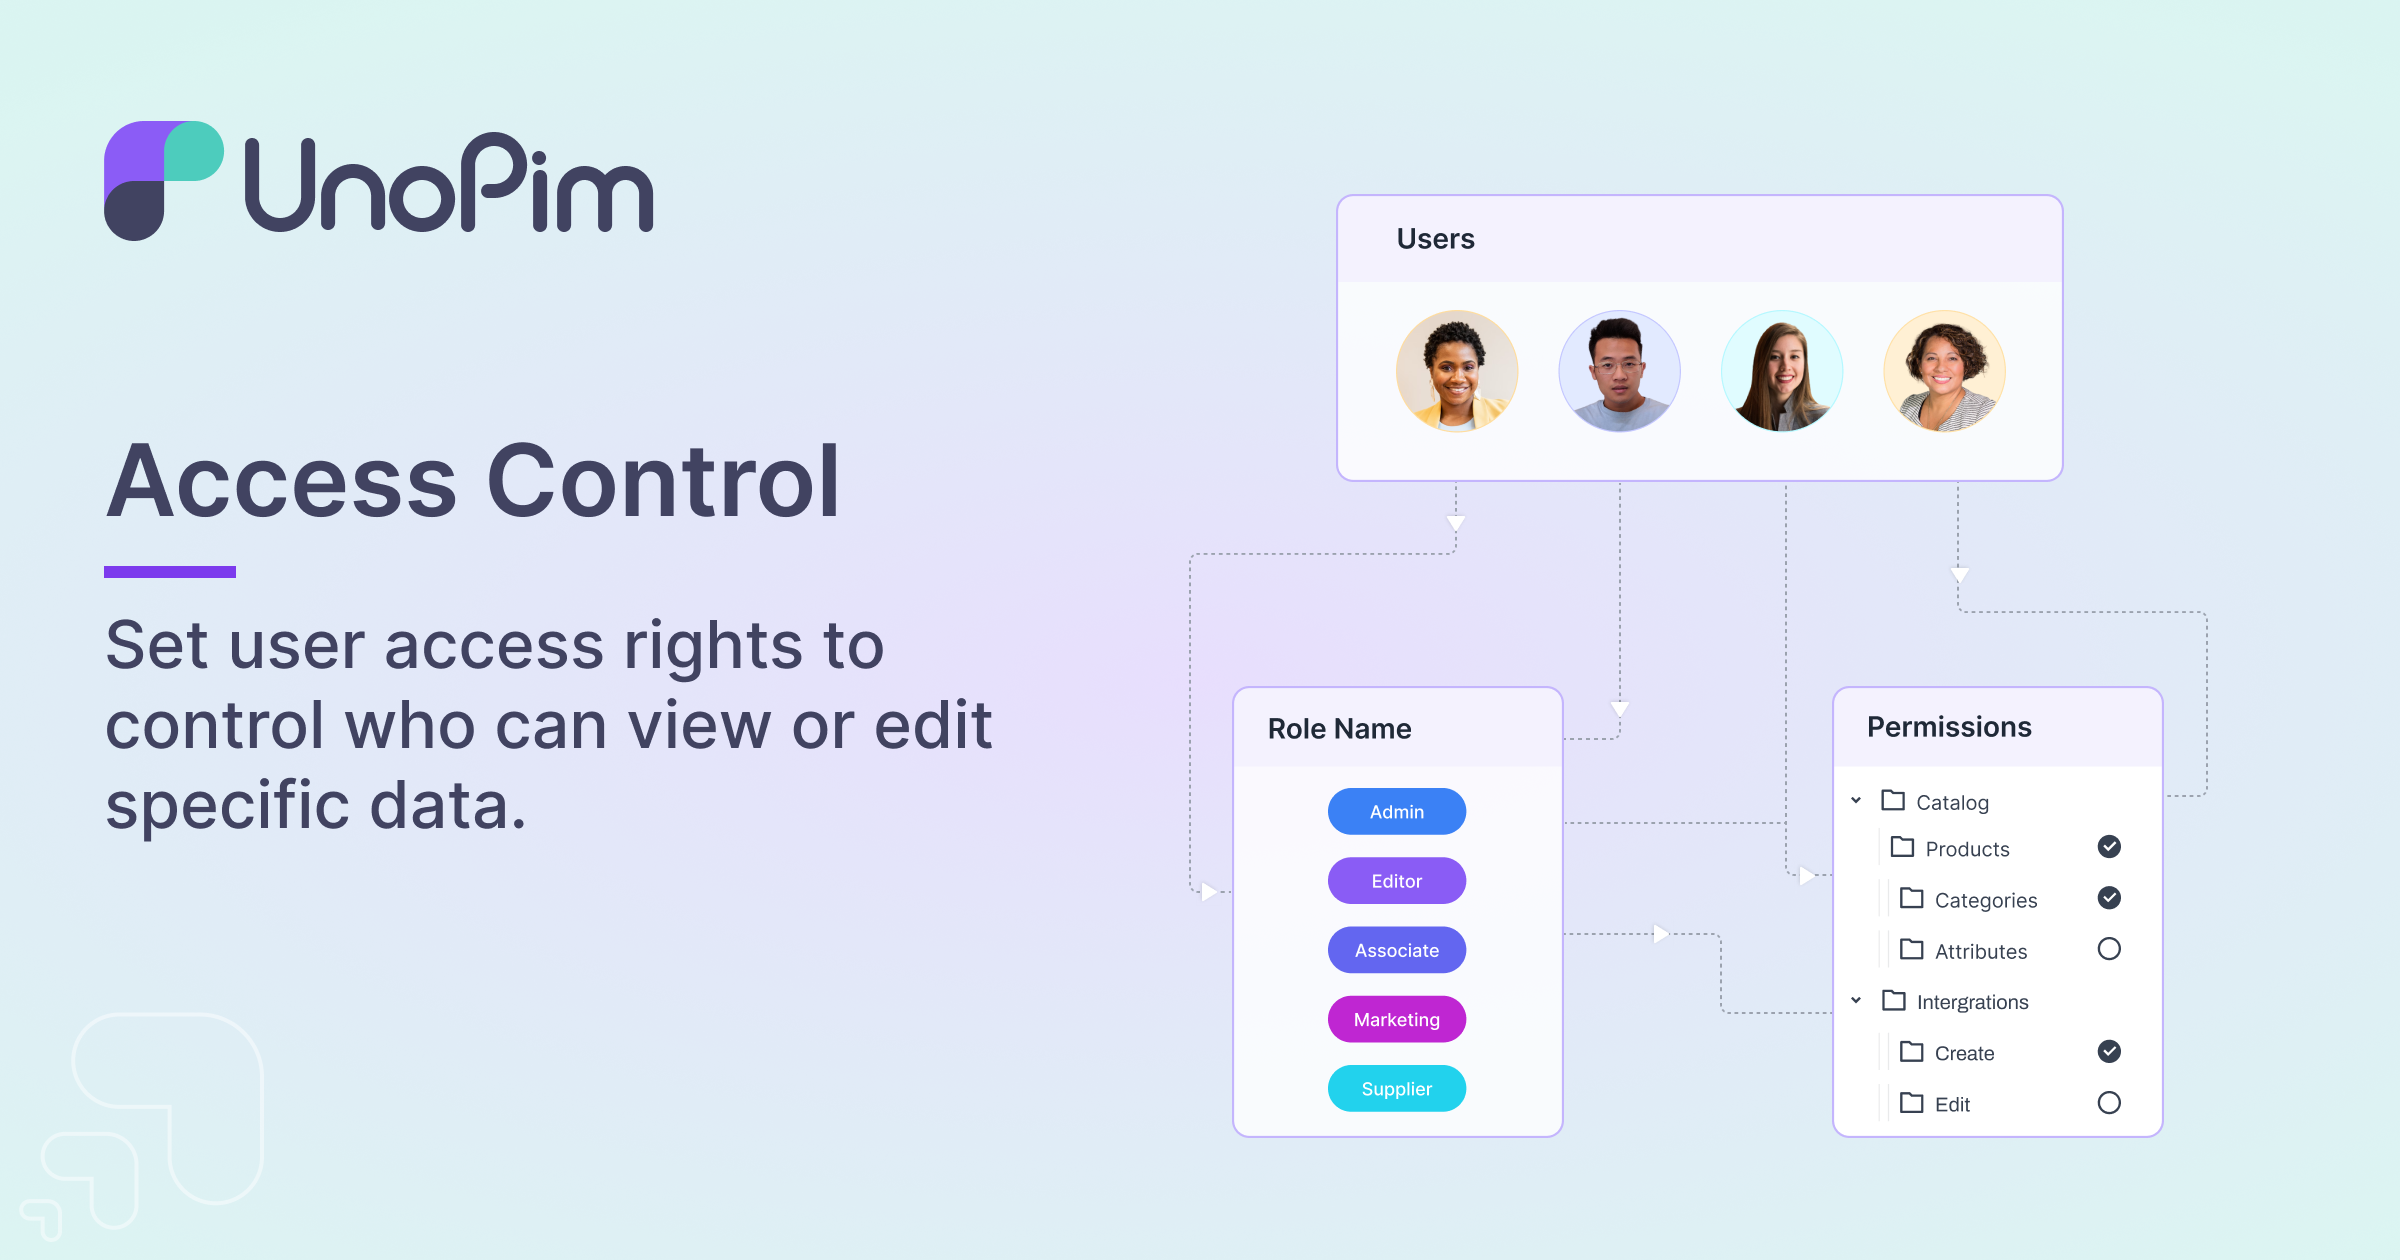 UnoPim
Access Control
Set user access rights to
control who can view or edit
specific data.
Users
Role Name
Admin
Editor
Associate
Marketing
Supplier
Permissions
Catalog
Products
Categories
Attributes
Intergrations
Create
Edit